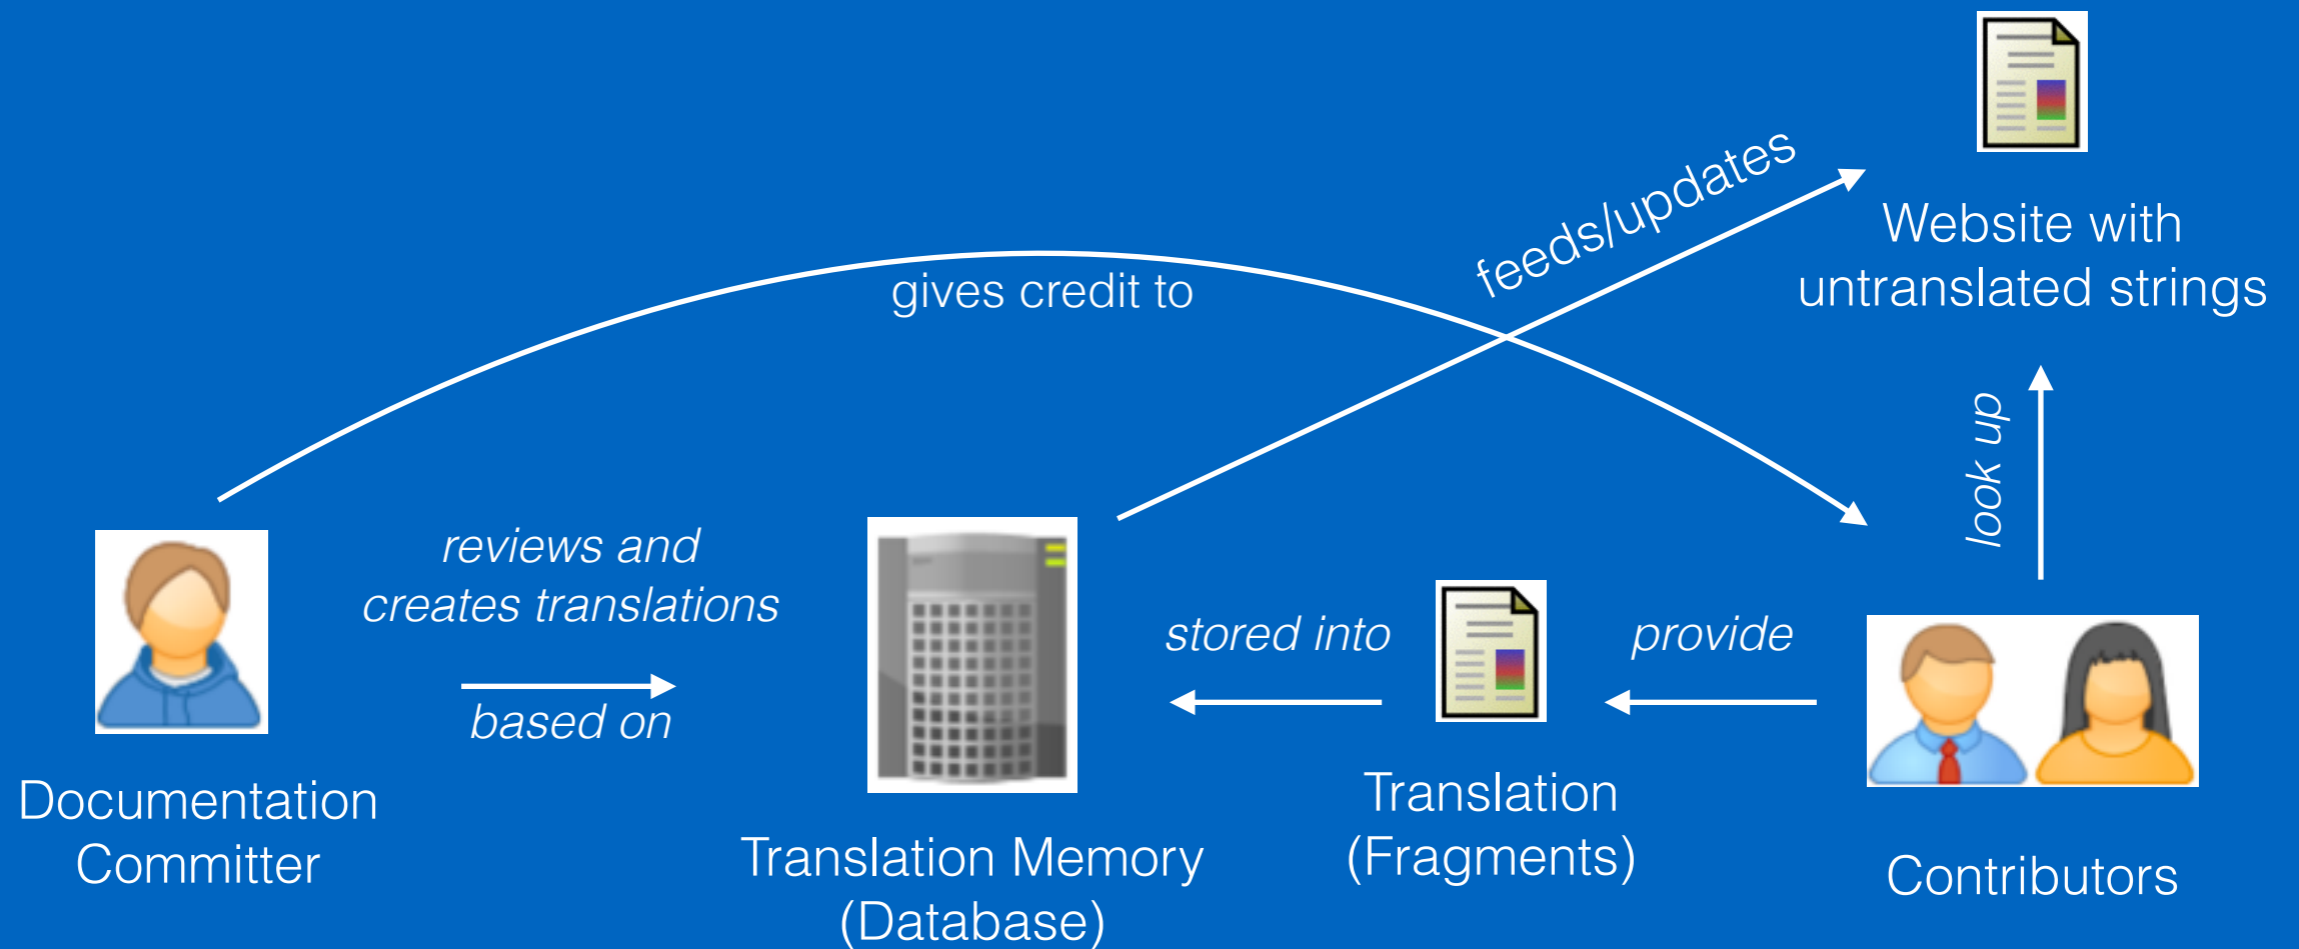 feeds/updates
Website with
untranslated strings
gives credit to
look up
reviews and
creates translations
based on
stored into
provide
Documentation
Committer
Translation Memory
(Database)
Translation
(Fragments)
Contributors